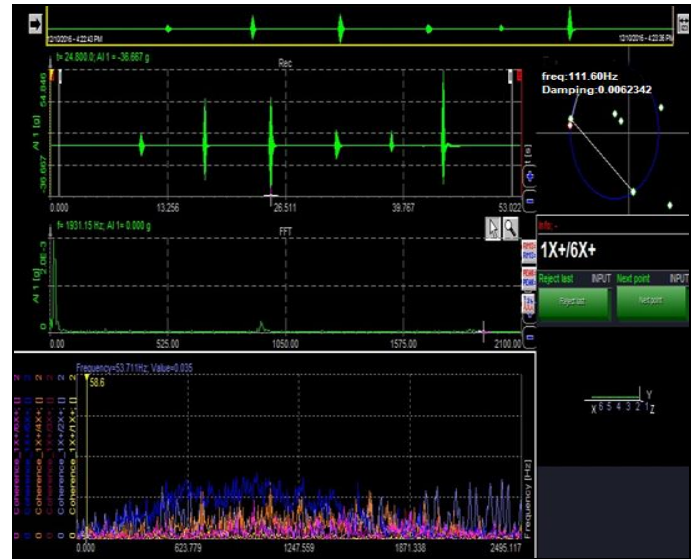 12/10/2016 - 4:22:43 PM
12/10/2016 - 4:23:36 PM
t= 24.800.0; AI 1 = -36.667 g
Rec
54.846
AI 1 [g]
-36.667
t [s]
0.000
13.256
26.511
39.767
53.022
freq:111.60Hz
Damping:0.0062342
t= 1931.15 Hz; AI 1= 0.000 g
FFT
2.0E-3
AI 1 [g]
0
0.00
525.00
1050.00
1575.00
2100.00
Info: -
1X+/6X+
Reject last
INPUT
Next point
INPUT
Reject last
Next point
Frequency=53.711Hz; Value=0.035
58.6
Coherence_1X+/4X+; []
Coherence_1X+/2X+; []
Coherence_1X+/1X+; []
0.000
623.779
1247.559
1871.338
2495.117
Frequency [Hz]
Y
X 6 5 4 3 2 1 Z